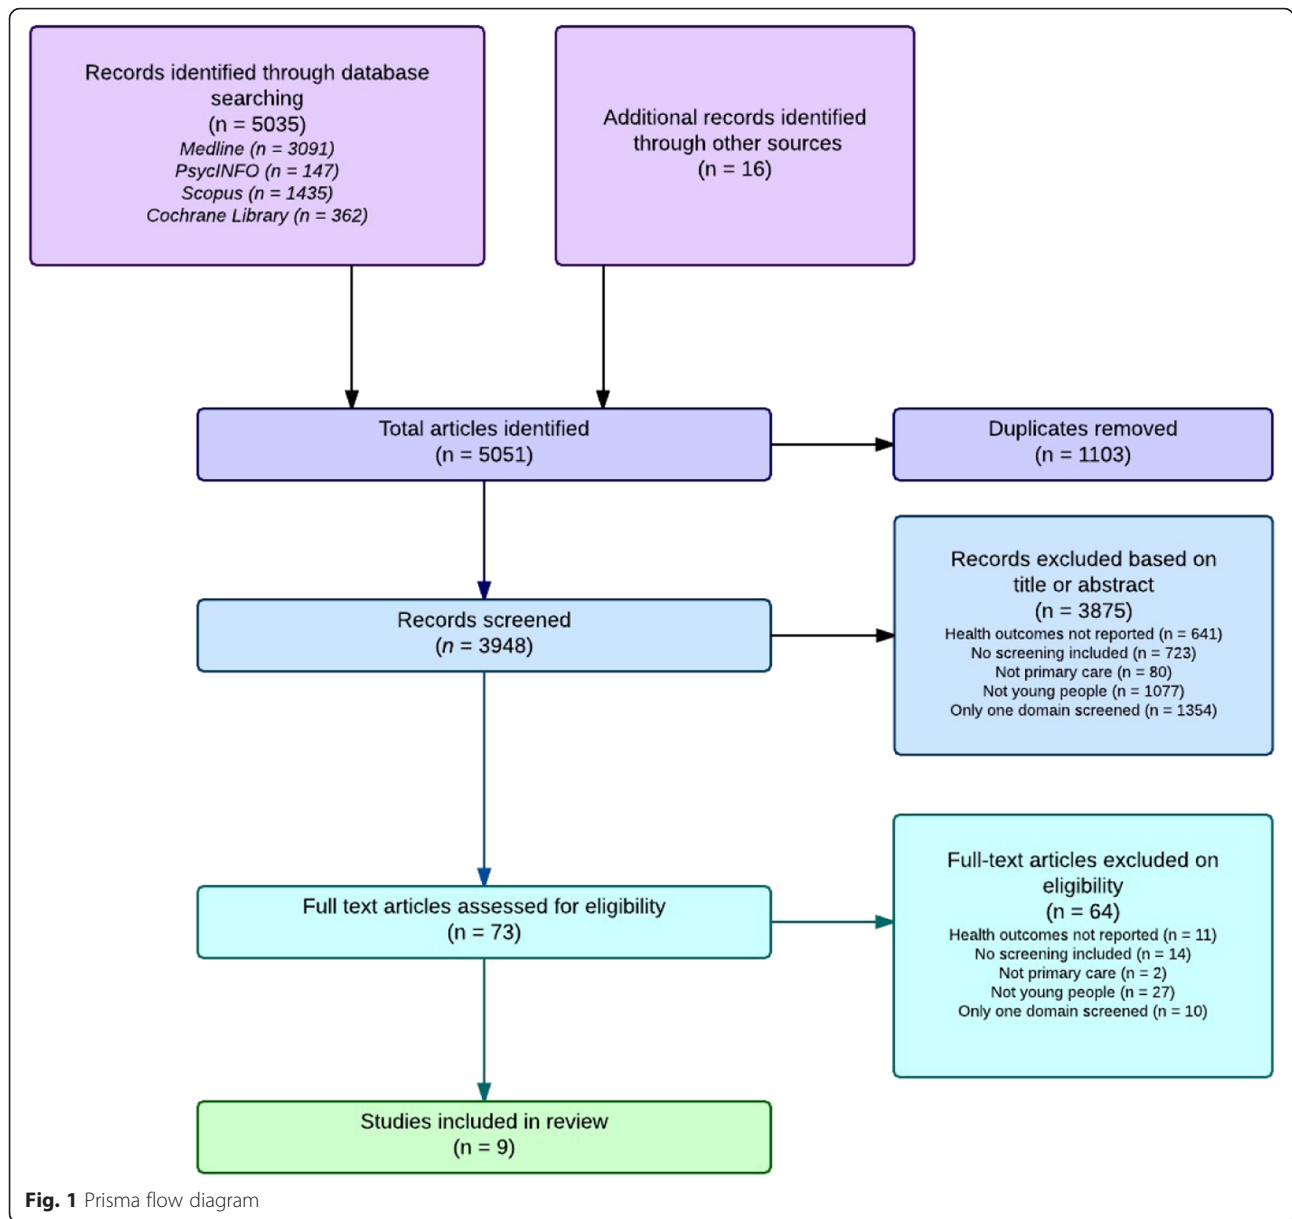 Records identified through database
searching
(n = 5035)
Medline (n = 3091)
PsycINFO (n = 147)
Scopus (n = 1435)
Cochrane Library (n = 362)
Additional records identified
through other sources
(n = 16)
Total articles identified
(n = 5051)
Duplicates removed
(n = 1103)
Records screened
(n = 3948)
Records excluded based on
title or abstract
(n = 3875)
Health outcomes not reported (n = 641)
No screening included (n = 723)
Not primary care (n = 80)
Not young people (n = 1077)
Only one domain screened (n = 1354)
Full text articles assessed for eligibility
(n = 73)
Full-text articles excluded on
eligibility
(n = 64)
Health outcomes not reported (n = 11)
No screening included (n = 14)
Not primary care (n = 2)
Not young people (n = 27)
Only one domain screened (n = 10)
Studies included in review
(n = 9)
Fig. 1 Prisma flow diagram